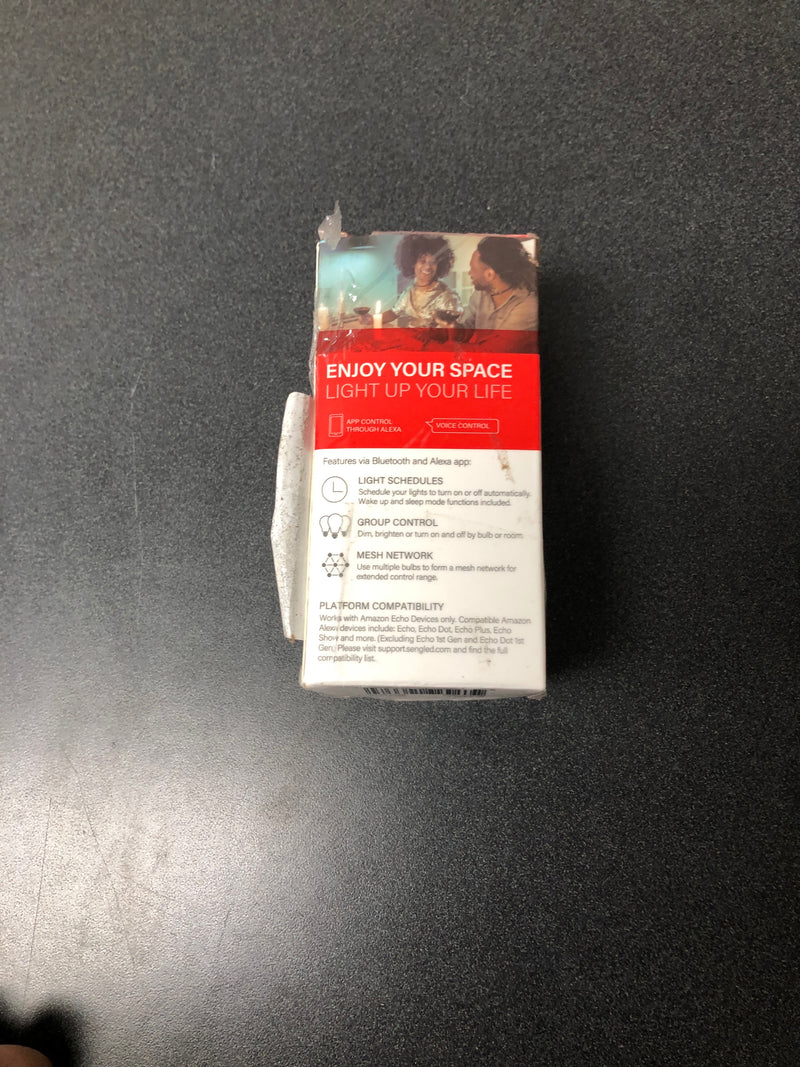 ENJOY YOUR SPACE
LIGHT UP YOUR LIFE
APP CONTROL
THROUGH ALEXA
VOICE CONTROL
Features via Bluetooth and Alexa app:
LIGHT SCHEDULES
Schedule your lights to turn on or off automatically.
Wake up and sleep mode functions included.
GROUP CONTROL
Dim, brighten or turn on and off by bulb or room.
MESH NETWORK
Use multiple bulbs to form a mesh network for
extended control range.
PLATFORM COMPATIBILITY
Works with Amazon Echo Devices only. Compatible Amazon
Alexa devices include: Echo, Echo Dot, Echo Plus, Echo
Show and more. (Excluding Echo 1st Gen and Echo Dot 1st
Gen) Please visit support.sengled.com and find the full
compatibility list.